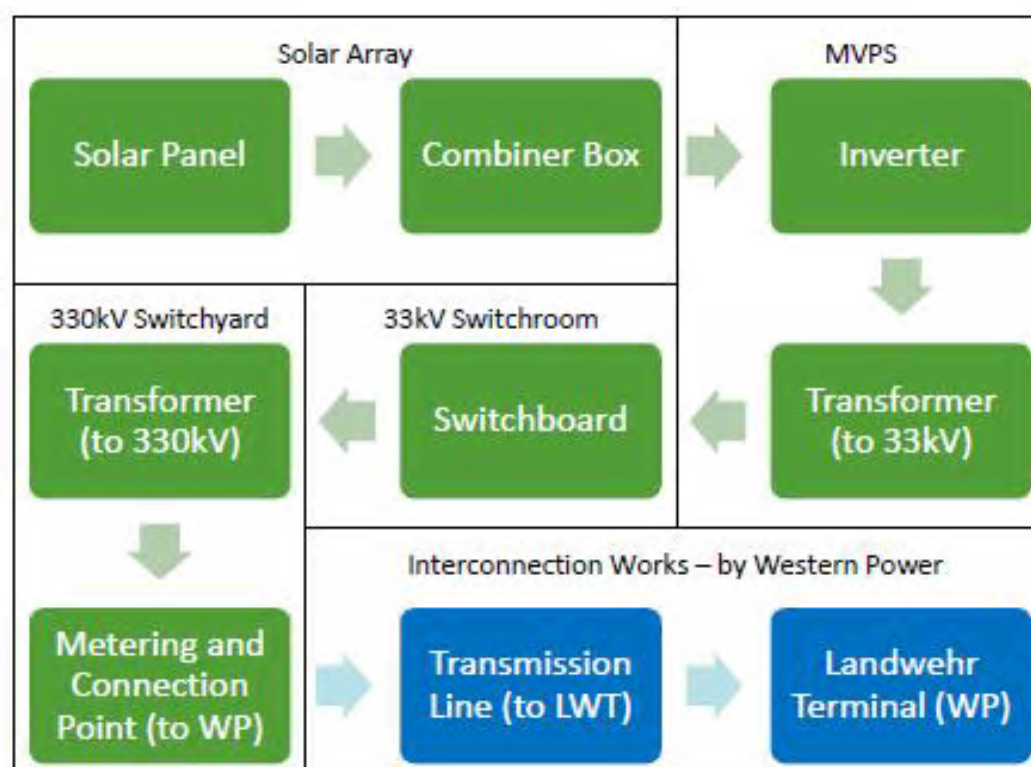 Solar Array
MVPS
Solar Panel
Combiner Box
Inverter
330kV Switchyard
33kV Switchroom
Transformer
(to 330kV)
Switchboard
Transformer
(to 33kV)
Interconnection Works – by Western Power
Metering and
Connection
Point (to WP)
Transmission
Line (to LWT)
Landwehr
Terminal (WP)